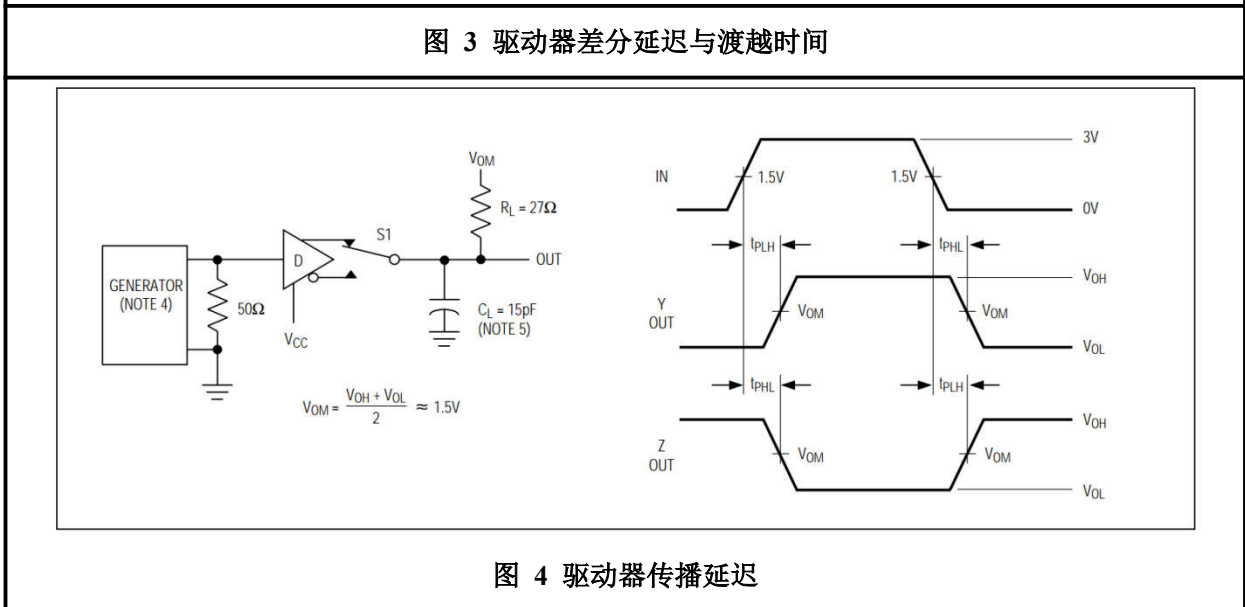 图 3 驱动器差分延迟与渡越时间
GENERATOR
(NOTE 4)
50Ω
D
VCC
S1
VOM
RL = 27Ω
OUT
CL = 15pF
(NOTE 5)
VOM = VOH + VOL / 2 ≈ 1.5V
IN
1.5V
1.5V
3V
0V
tPLH
tPHL
Y
OUT
VOM
VOM
VOH
VOL
tPHL
tPLH
Z
OUT
VOM
VOM
VOH
VOL
图 4 驱动器传播延迟